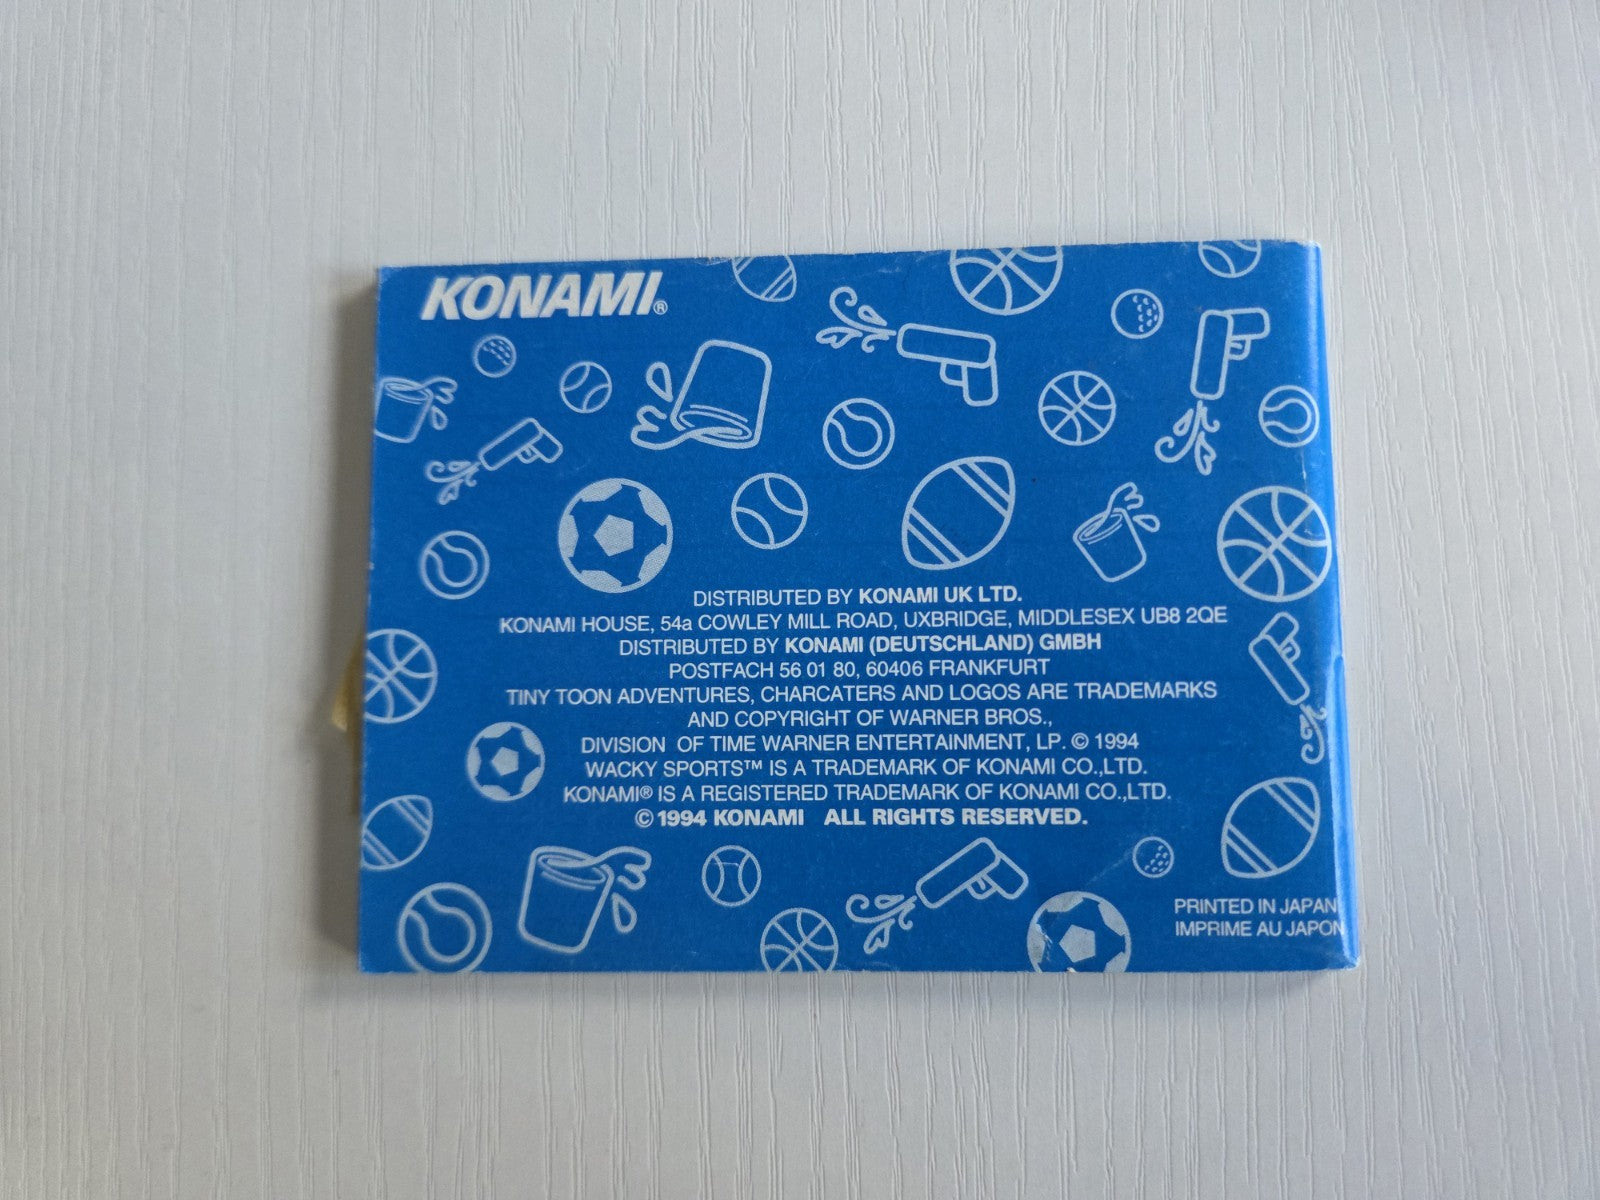 KONAMI®
DISTRIBUTED BY KONAMI UK LTD.
KONAMI HOUSE, 54a COWLEY MILL ROAD, UXBRIDGE, MIDDLESEX UB8 2QE
DISTRIBUTED BY KONAMI (DEUTSCHLAND) GMBH
POSTFACH 56 01 80, 60406 FRANKFURT
TINY TOON ADVENTURES, CHARCATERS AND LOGOS ARE TRADEMARKS
AND COPYRIGHT OF WARNER BROS.,
DIVISION OF TIME WARNER ENTERTAINMENT, LP. © 1994
WACKY SPORTS™ IS A TRADEMARK OF KONAMI CO.,LTD.
KONAMI® IS A REGISTERED TRADEMARK OF KONAMI CO.,LTD.
© 1994 KONAMI ALL RIGHTS RESERVED.
PRINTED IN JAPAN
IMPRIME AU JAPON